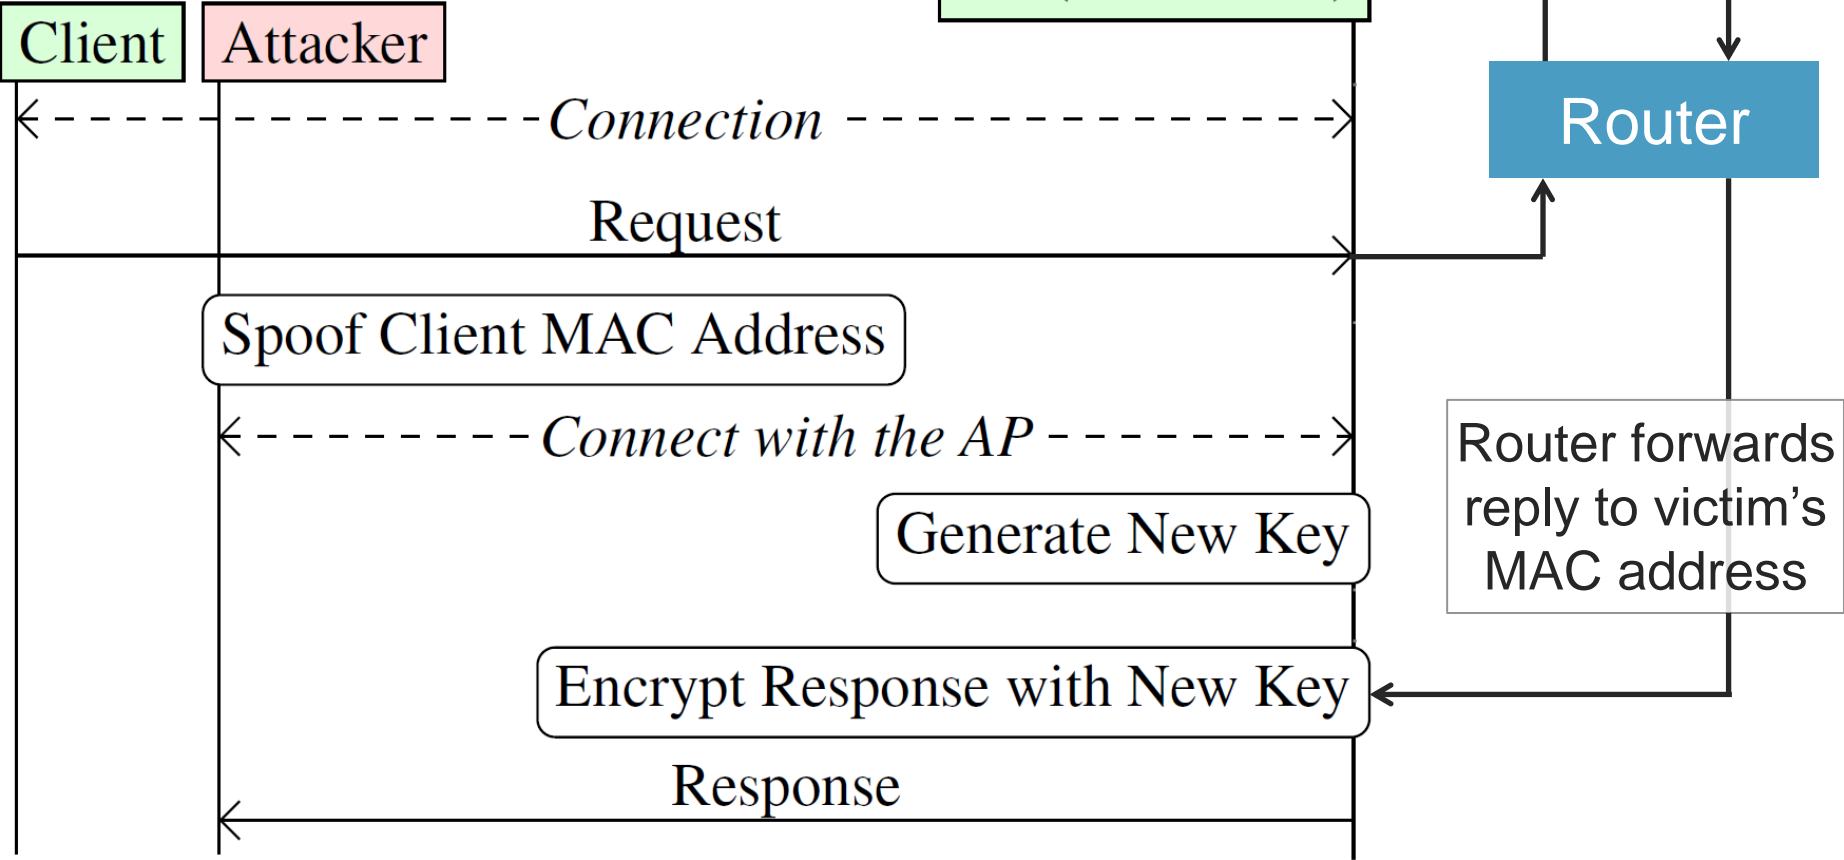 Client
Attacker
Router
Connection
Request
Spoof Client MAC Address
Connect with the AP
Router forwards
reply to victim’s
MAC address
Generate New Key
Encrypt Response with New Key
Response